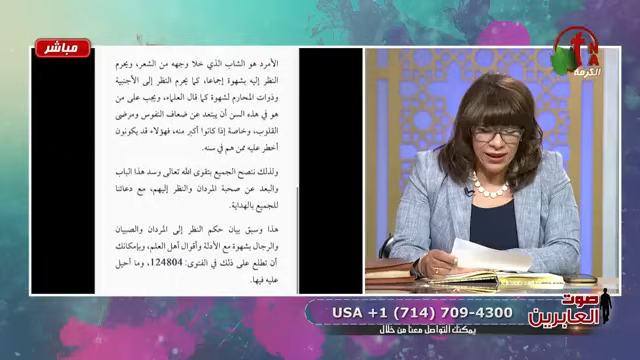 مباشر
الأمرد هو الشاب الذي خلا وجهه من الشعر، ويحرم
النظر إليه بشهوة إجماعا، كما يحرم النظر إلى الأجنبية
وذوات المحارم لشهوة كما قال العلماء، ويجب على من
هو في هذه السن أن يبتعد عن ضعاف النفوس ومرضى
القلوب، وخاصة إذا كانوا أكبر منه، فهؤلاء قد يكونون
أخطر عليه ممن هم في سنه.
ولذلك ننصح الجميع بتقوى الله تعالى وسد هذا الباب
والبعد عن صحبة المردان والنظر إليهم، مع دعائنا
للجميع بالهداية.
هذا وسبق بيان حكم النظر إلى المردان والصبيان
والرجال بشهوة مع الأدلة وأقوال أهل العلم، وبإمكانك
أن تطلع على ذلك في الفتوى: 124804، وما أحيل
عليه فيها.
NA
الكرمة
USA +1 (714) 709-4300
يمكنك التواصل معنا من خلال
صوت
العابرين